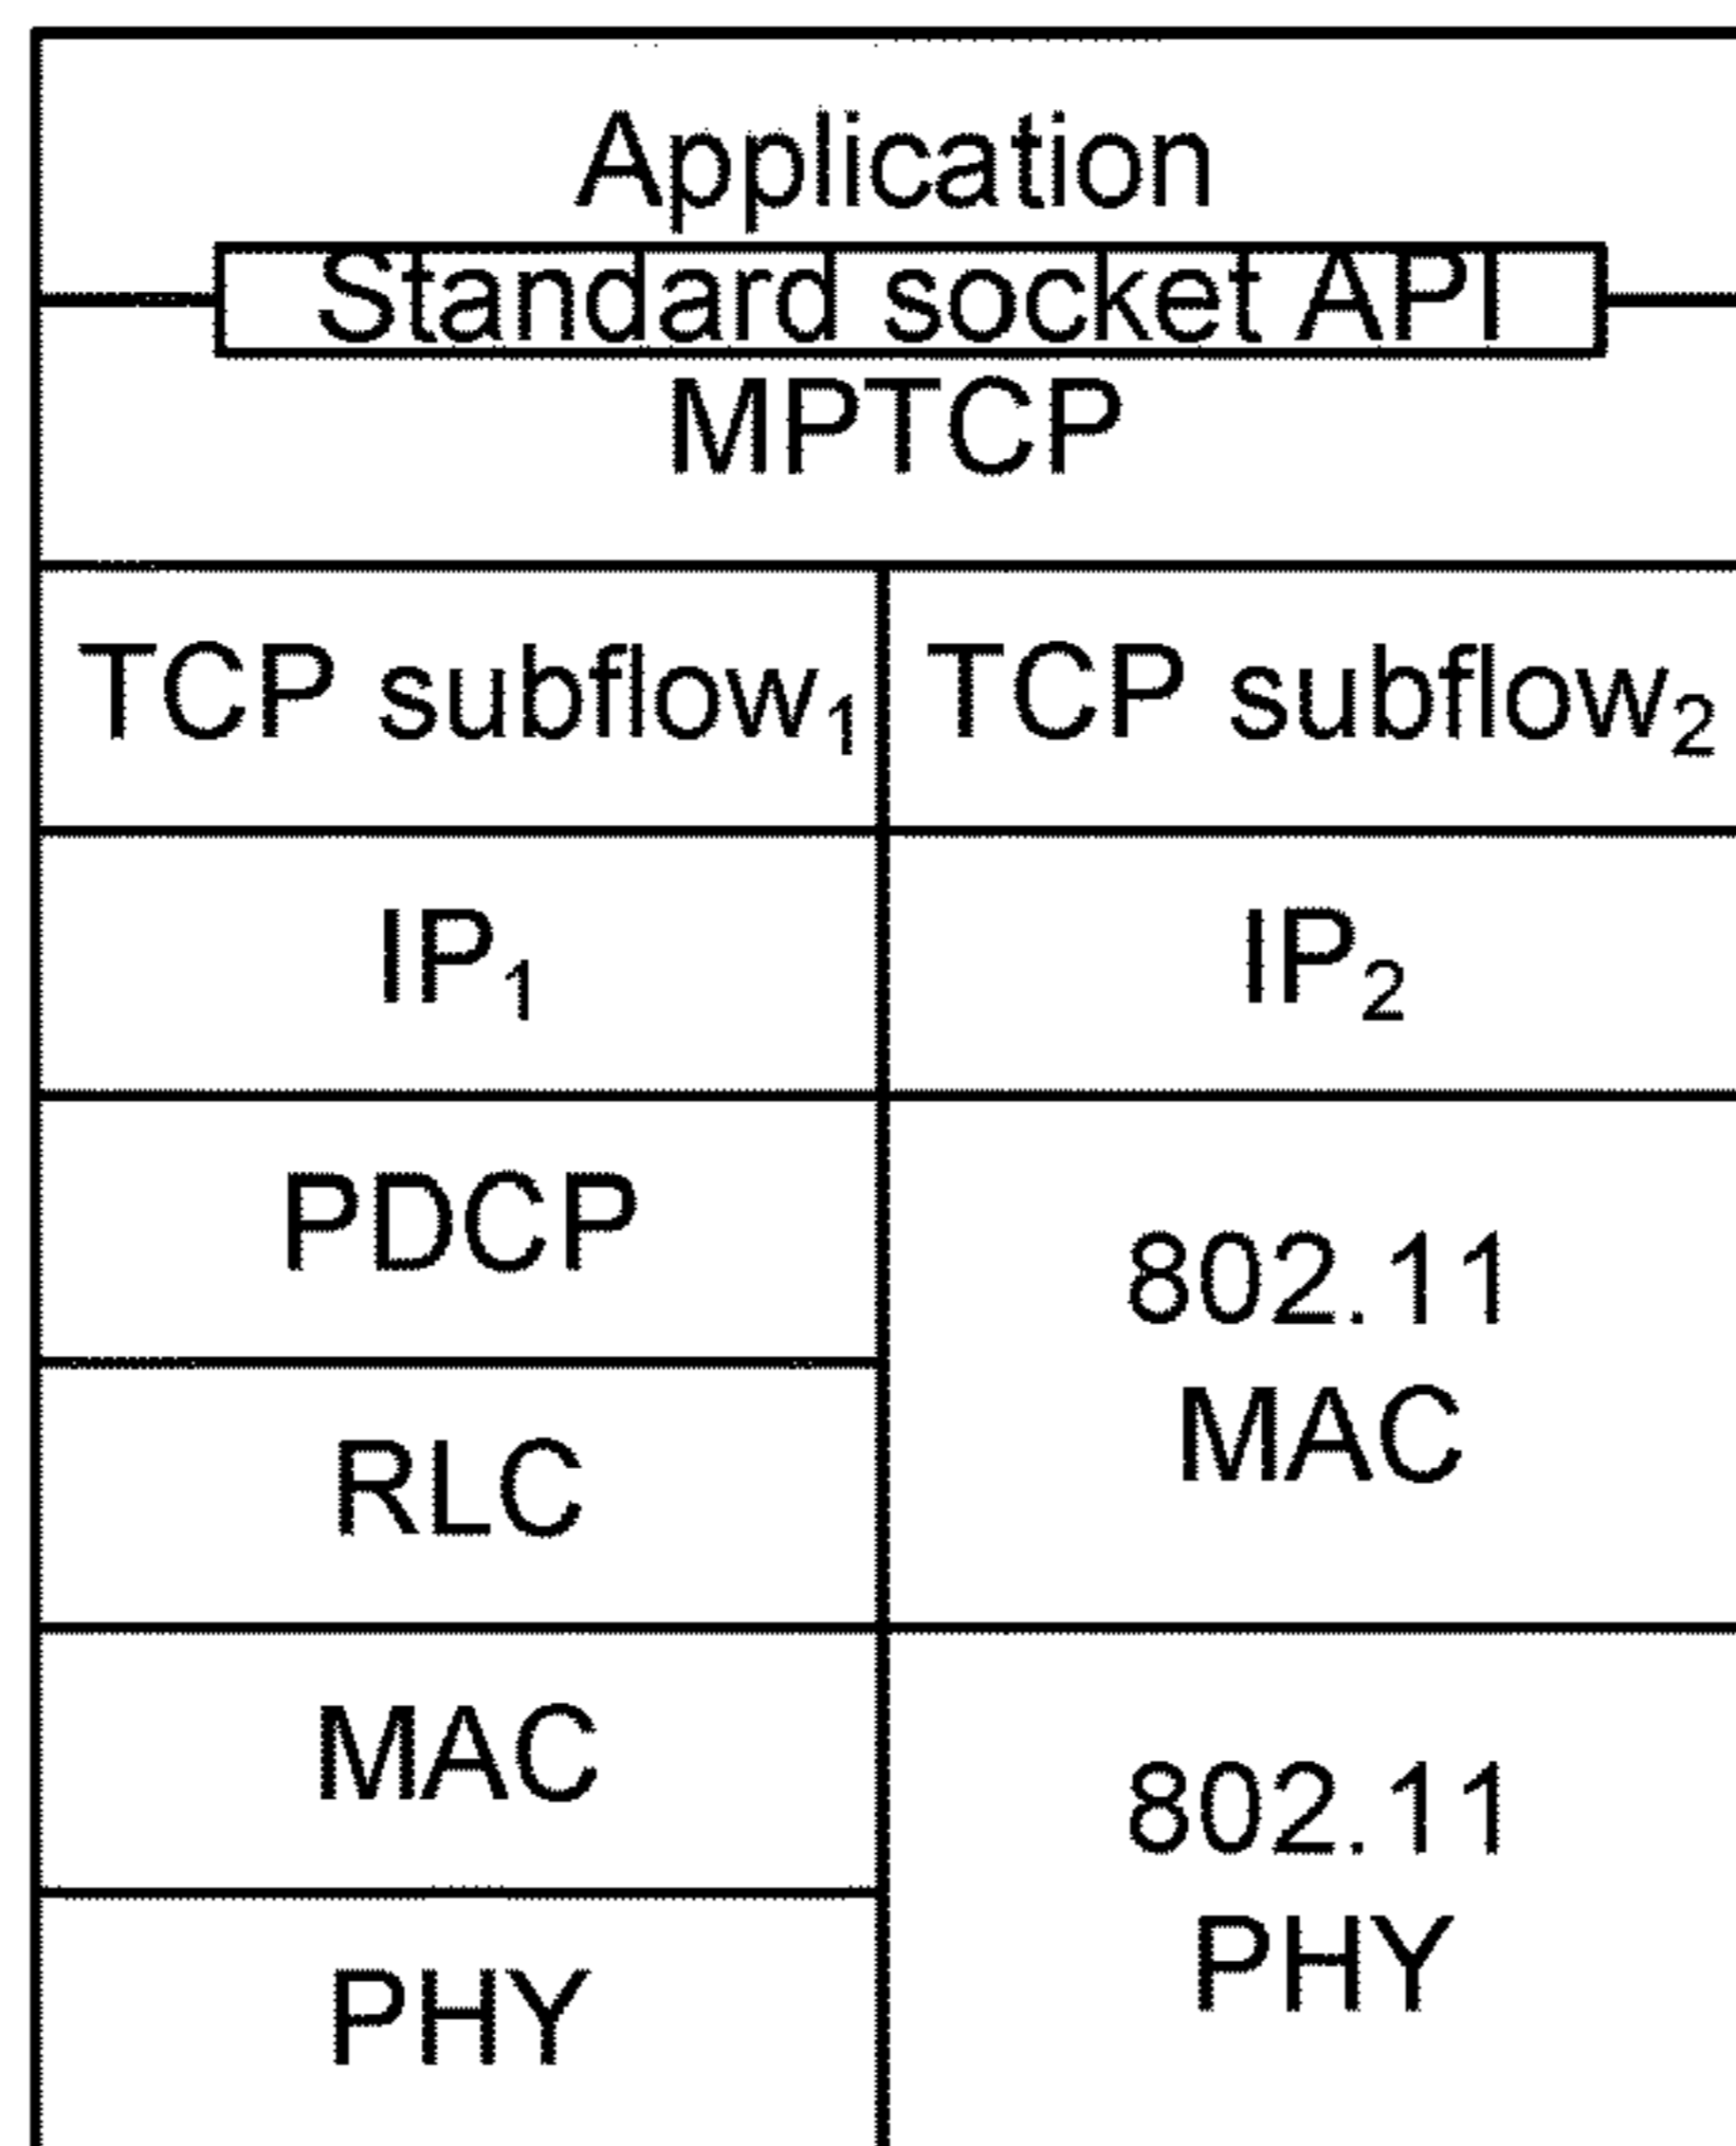 Application
Standard socket API
MPTCP
TCP subflow₁ TCP subflow₂
IP₁ IP₂
PDCP
802.11
MAC
RLC
MAC
802.11
PHY
PHY